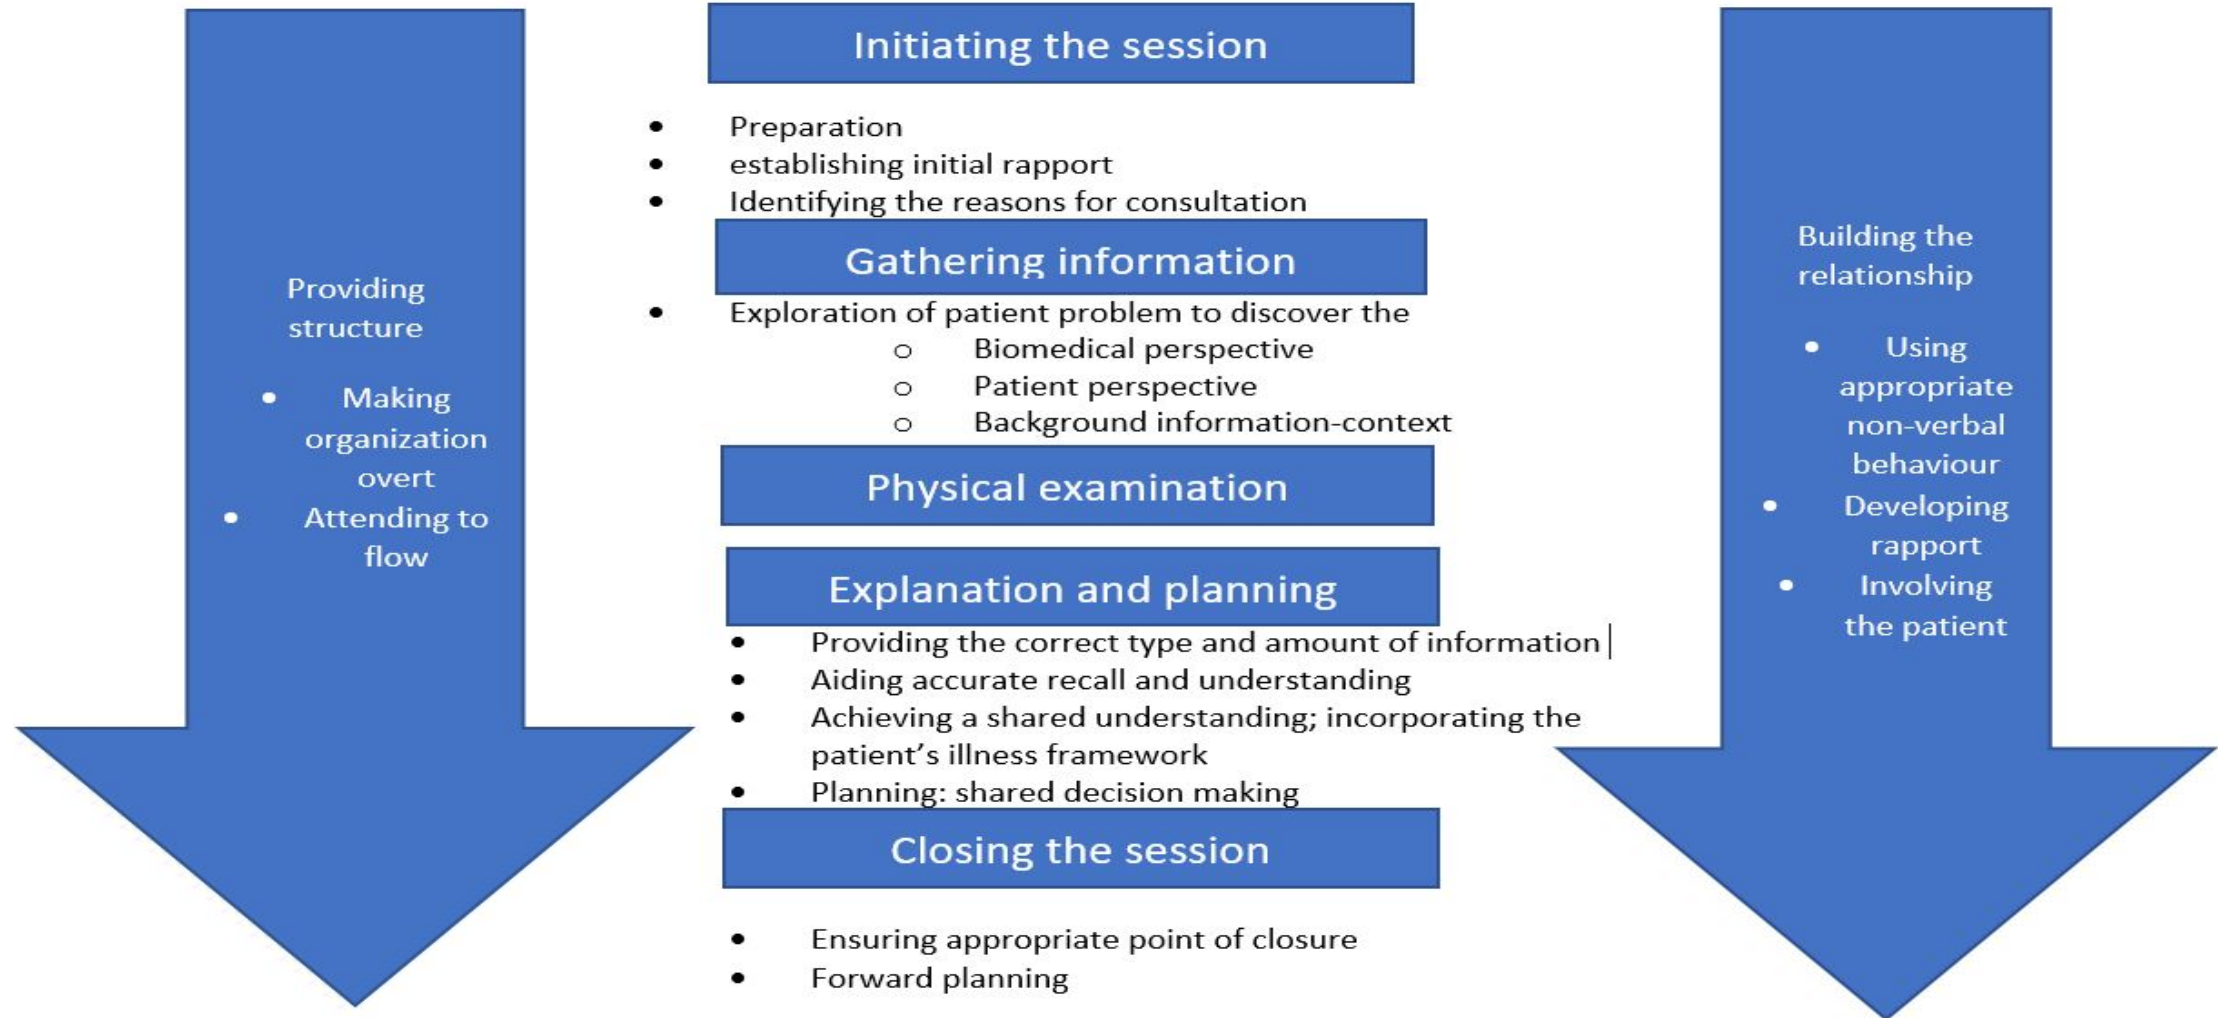 Providing
structure
• Making
organization
overt
• Attending to
flow
Initiating the session
• Preparation
• establishing initial rapport
• Identifying the reasons for consultation
Gathering information
• Exploration of patient problem to discover the
o Biomedical perspective
o Patient perspective
o Background information-context
Physical examination
Explanation and planning
• Providing the correct type and amount of information
• Aiding accurate recall and understanding
• Achieving a shared understanding; incorporating the
patient’s illness framework
• Planning: shared decision making
Closing the session
• Ensuring appropriate point of closure
• Forward planning
Building the
relationship
• Using
appropriate
non-verbal
behaviour
• Developing
rapport
• Involving
the patient